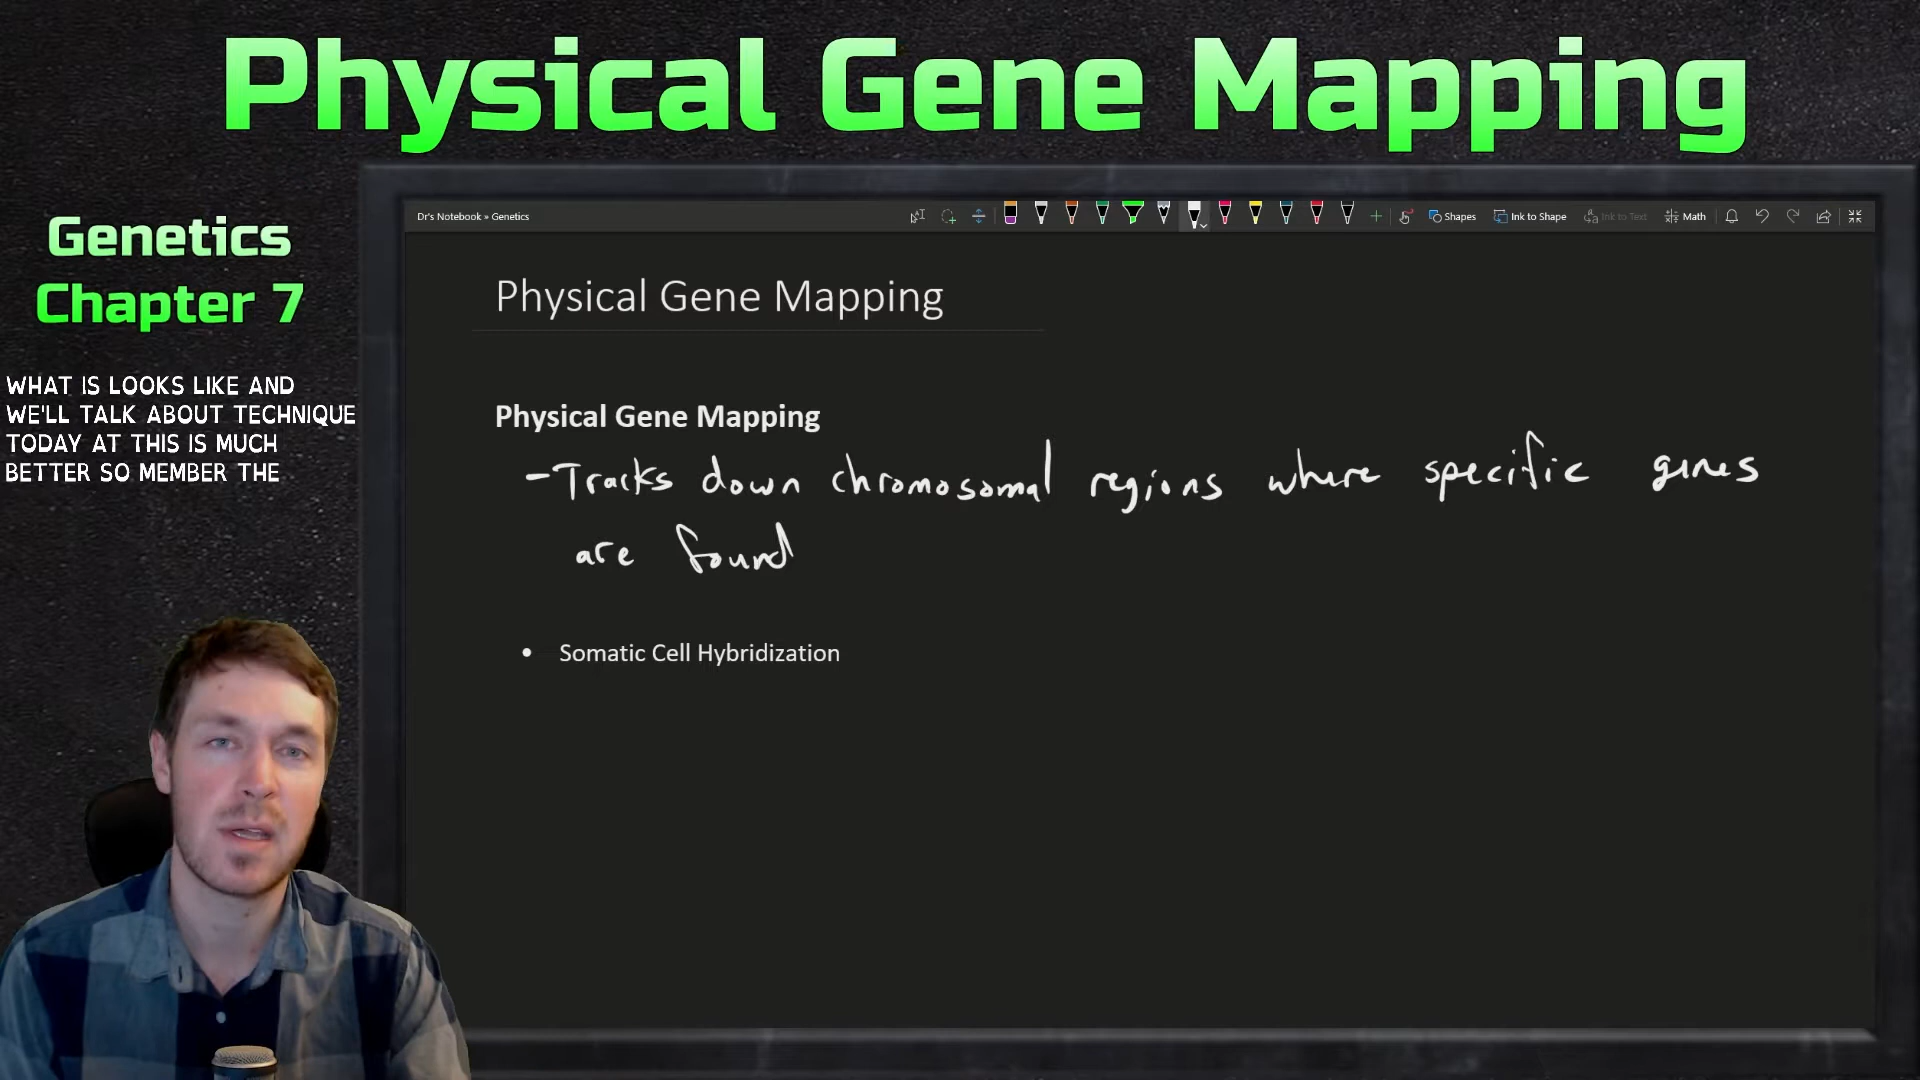 Physical Gene Mapping
Genetics
Chapter 7
WHAT IS LOOKS LIKE AND
WE'LL TALK ABOUT TECHNIQUE
TODAY AT THIS IS MUCH
BETTER SO MEMBER THE
Dr's Notebook » Genetics
Shapes
Ink to Shape
Ink to Text
Math
Physical Gene Mapping
Physical Gene Mapping
-Tracks down chromosomal regions where specific genes
are found
• Somatic Cell Hybridization